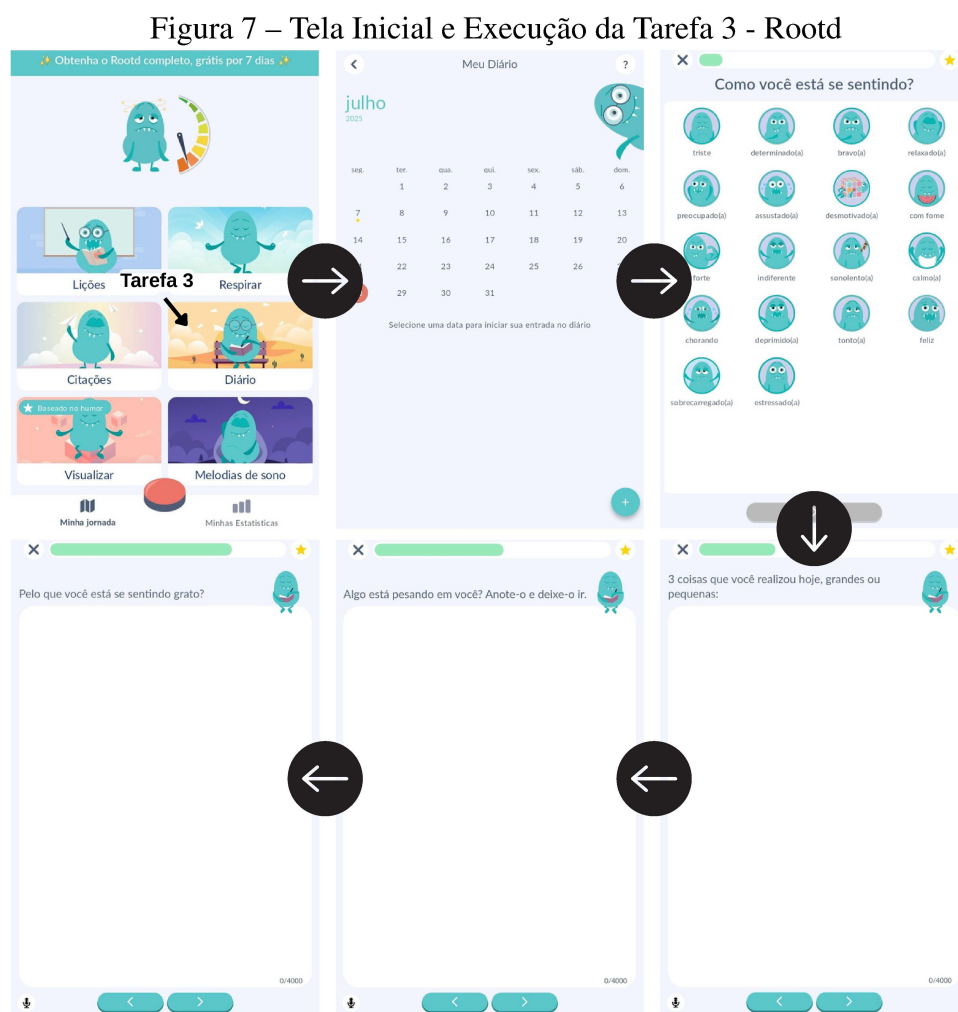 Figura 7 – Tela Inicial e Execução da Tarefa 3 - Rootd
✨ Obtenha o Rootd completo, grátis por 7 dias ✨
Lições
Respirar
Tarefa 3
Citações
Diário
Baseado no humor
Visualizar
Melodias de sono
Minha jornada
Minhas Estatísticas
Meu Diário
?
julho
2025
seg. ter. qua. qui. sex. sáb. dom.
1 2 3 4 5 6
7 8 9 10 11 12 13
14 15 16 17 18 19 20
22 23 24 25 26
29 30 31
Selecione uma data para iniciar sua entrada no diário
+
Como você está se sentindo?
triste determinado(a) bravo(a) relaxado(a)
preocupado(a) assustado(a) desmotivado(a) com fome
forte indiferente sonolento(a) calmo(a)
chorando deprimido(a) tonto(a) feliz
sobrecarregado(a) estressado(a)
3 coisas que você realizou hoje, grandes ou
pequenas:
0/4000
Algo está pesando em você? Anote-o e deixe-o ir.
0/4000
Pelo que você está se sentindo grato?
0/4000